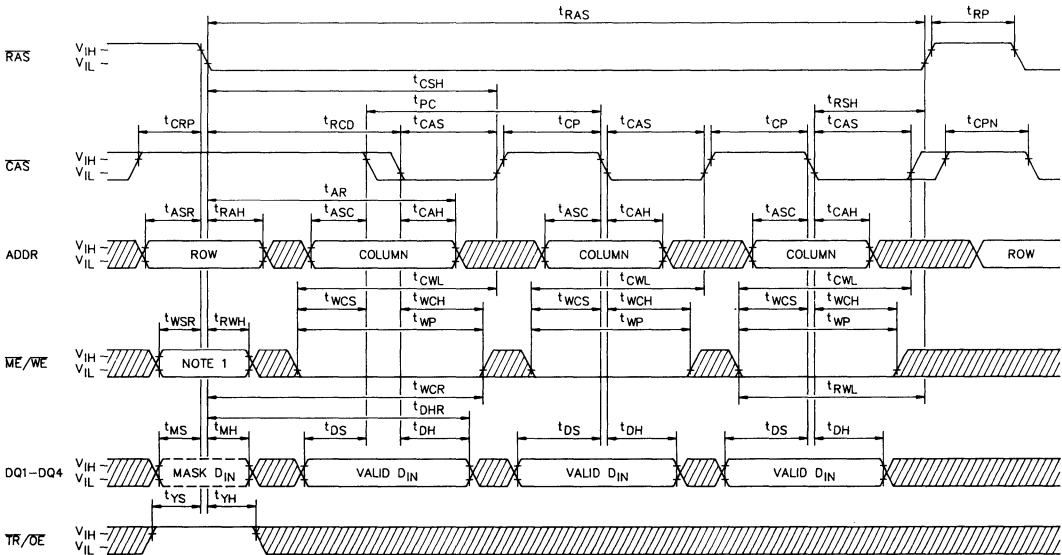 tRAS tRP
RAS VIH VIL
tCSH
tPC tRSH
tCRP tRCD tCAS tCP tCAS tCP tCAS tCPN
CAS VIH VIL
tAR
tASR tRAH tASC tCAH tASC tCAH tASC tCAH
ADDR VIH VIL ROW COLUMN COLUMN COLUMN ROW
tCWL tCWL tCWL
tWCS tWCH tWCS tWCH tWCS tWCH
tWSR tRWH tWP tWP tWP
ME/WE VIH VIL NOTE 1
tWCR tRWL
tDHR
tMS tMH tDS tDH tDS tDH tDS tDH
DQ1-DQ4 VIH VIL MASK DIN VALID DIN VALID DIN VALID DIN
tYS tYH
TR/OE VIH VIL